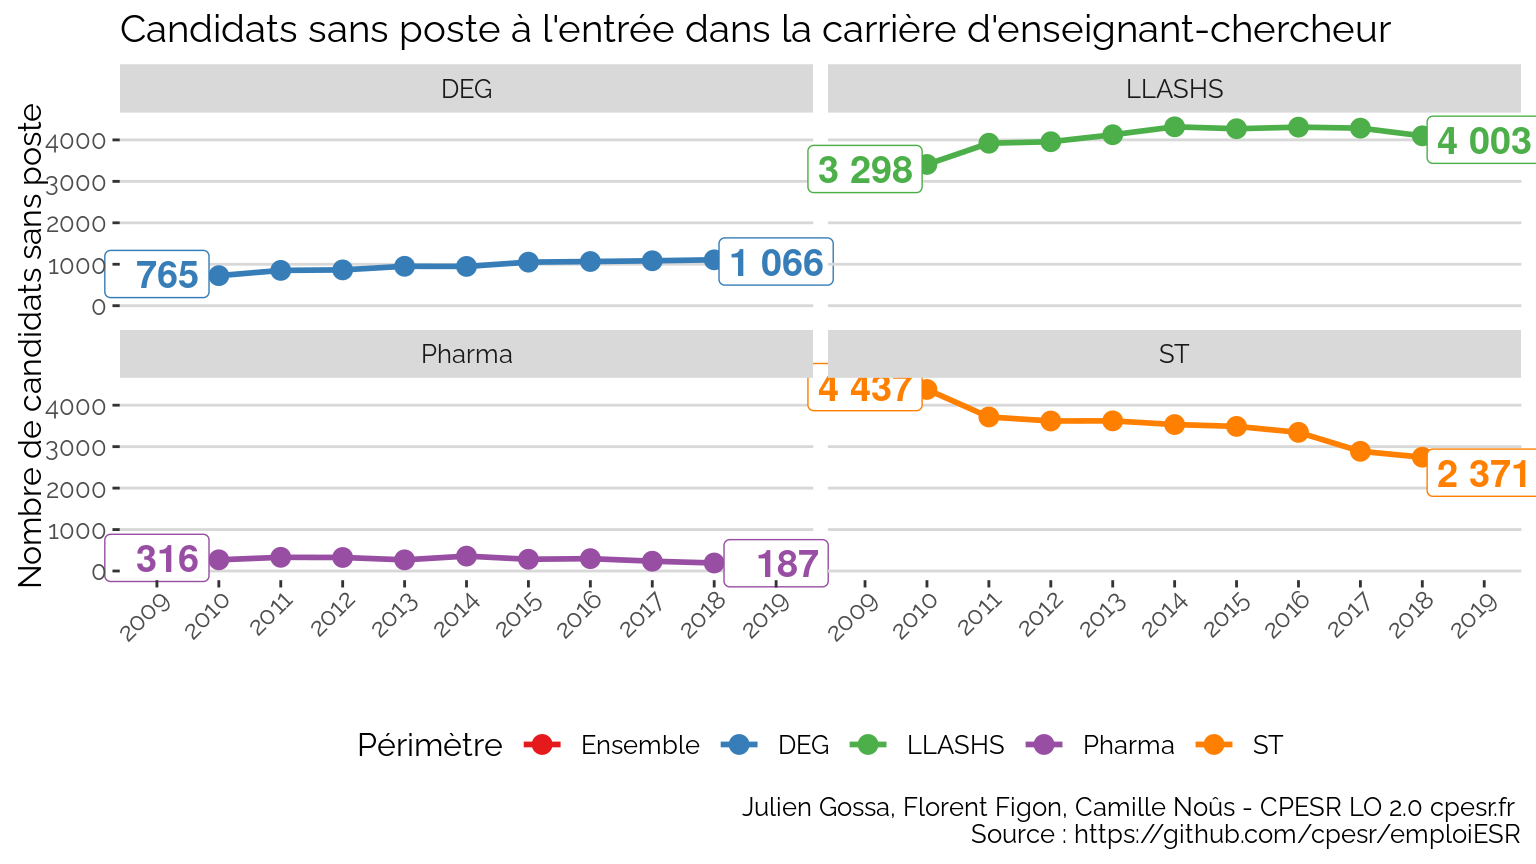 Candidats sans poste à l'entrée dans la carrière d'enseignant-chercheur
Nombre de candidats sans poste
DEG
LLASHS
4000
3000
2000
1000
0
765
1 066
3 298
4 003
Pharma
ST
4000
3000
2000
1000
0
316
187
4 437
2 371
2009 2010 2011 2012 2013 2014 2015 2016 2017 2018 2019
2009 2010 2011 2012 2013 2014 2015 2016 2017 2018 2019
Périmètre Ensemble DEG LLASHS Pharma ST
Julien Gossa, Florent Figon, Camille Noûs - CPESR LO 2.0 cpesr.fr
Source : https://github.com/cpesr/emploiESR